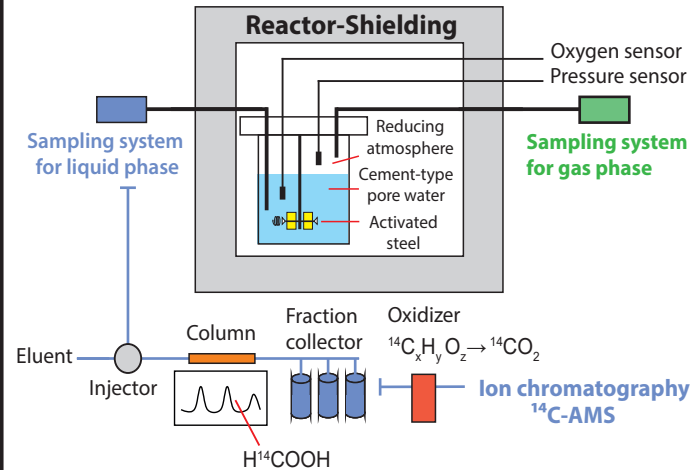 Reactor-Shielding
Oxygen sensor
Pressure sensor
Sampling system
for liquid phase
Reducing
atmosphere
Cement-type
pore water
Activated
steel
Sampling system
for gas phase
Eluent
Injector
Column
Fraction
collector
Oxidizer
¹⁴CₓHᵧO_z→¹⁴CO₂
Ion chromatography
¹⁴C-AMS
H¹⁴COOH